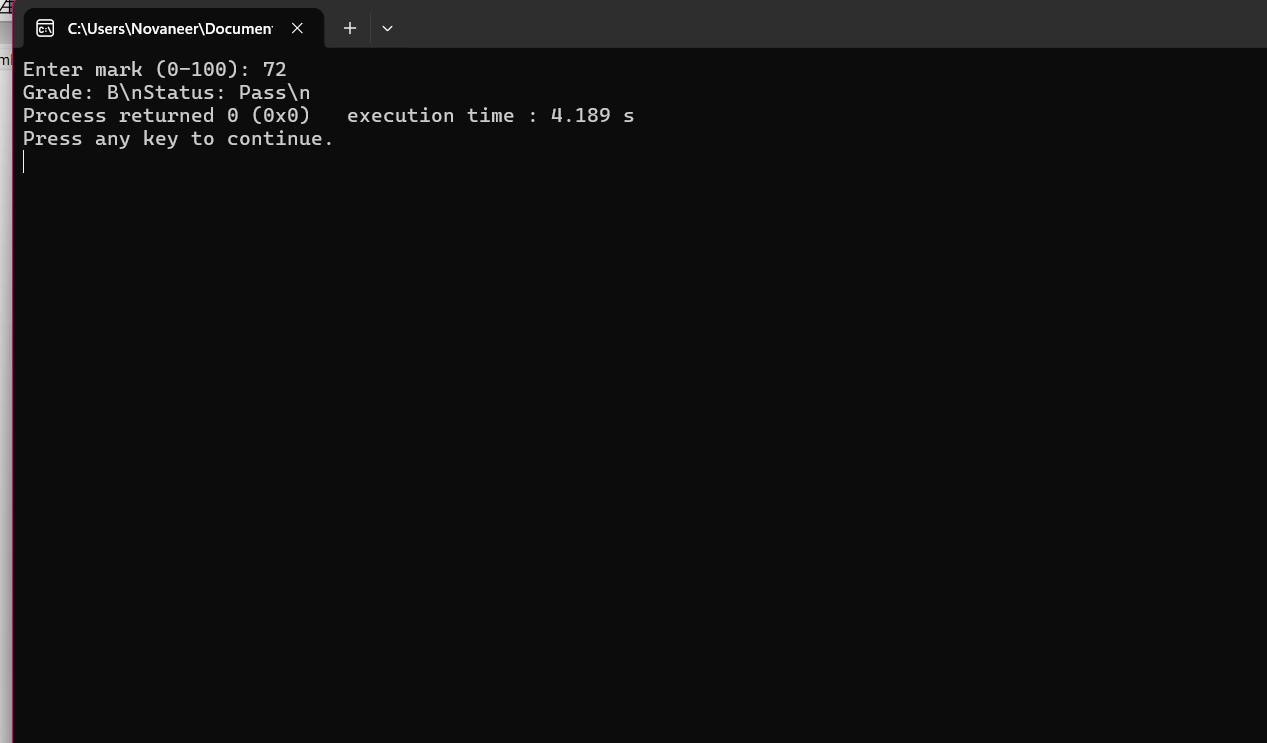 C:\Users\Novaneer\Documen
Enter mark (0-100): 72
Grade: B\nStatus: Pass\n
Process returned 0 (0x0)   execution time : 4.189 s
Press any key to continue.